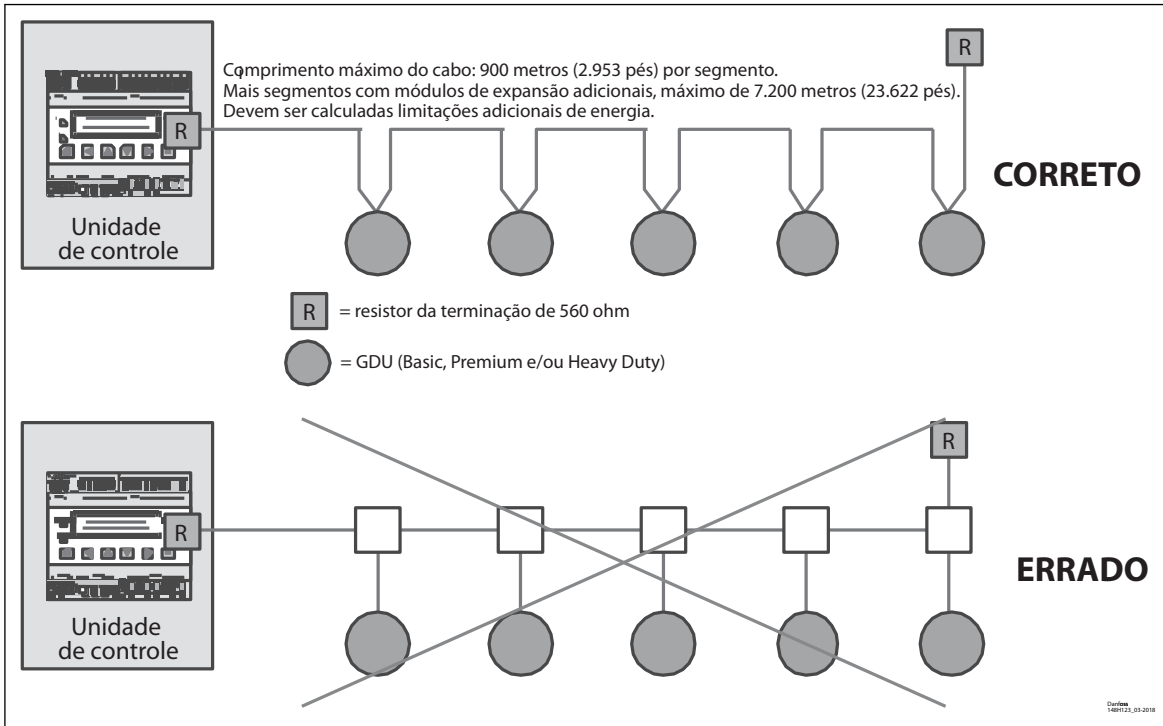 R
Comprimento máximo do cabo: 900 metros (2.953 pés) por segmento.
Mais segmentos com módulos de expansão adicionais, máximo de 7.200 metros (23.622 pés).
Devem ser calculadas limitações adicionais de energia.
R
CORRETO
Unidade
de controle
R = resistor da terminação de 560 ohm
= GDU (Basic, Premium e/ou Heavy Duty)
R
R
ERRADO
Unidade
de controle
Danfoss
148H123_03-2018